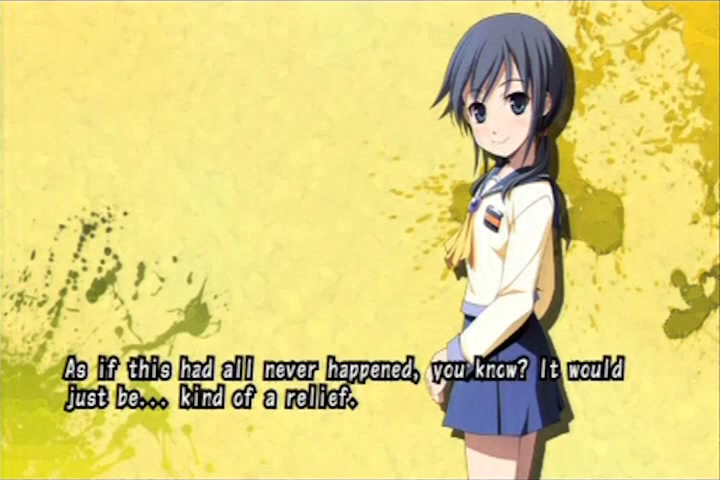 As if this had all never happened, you know? It would
just be... kind of a relief.